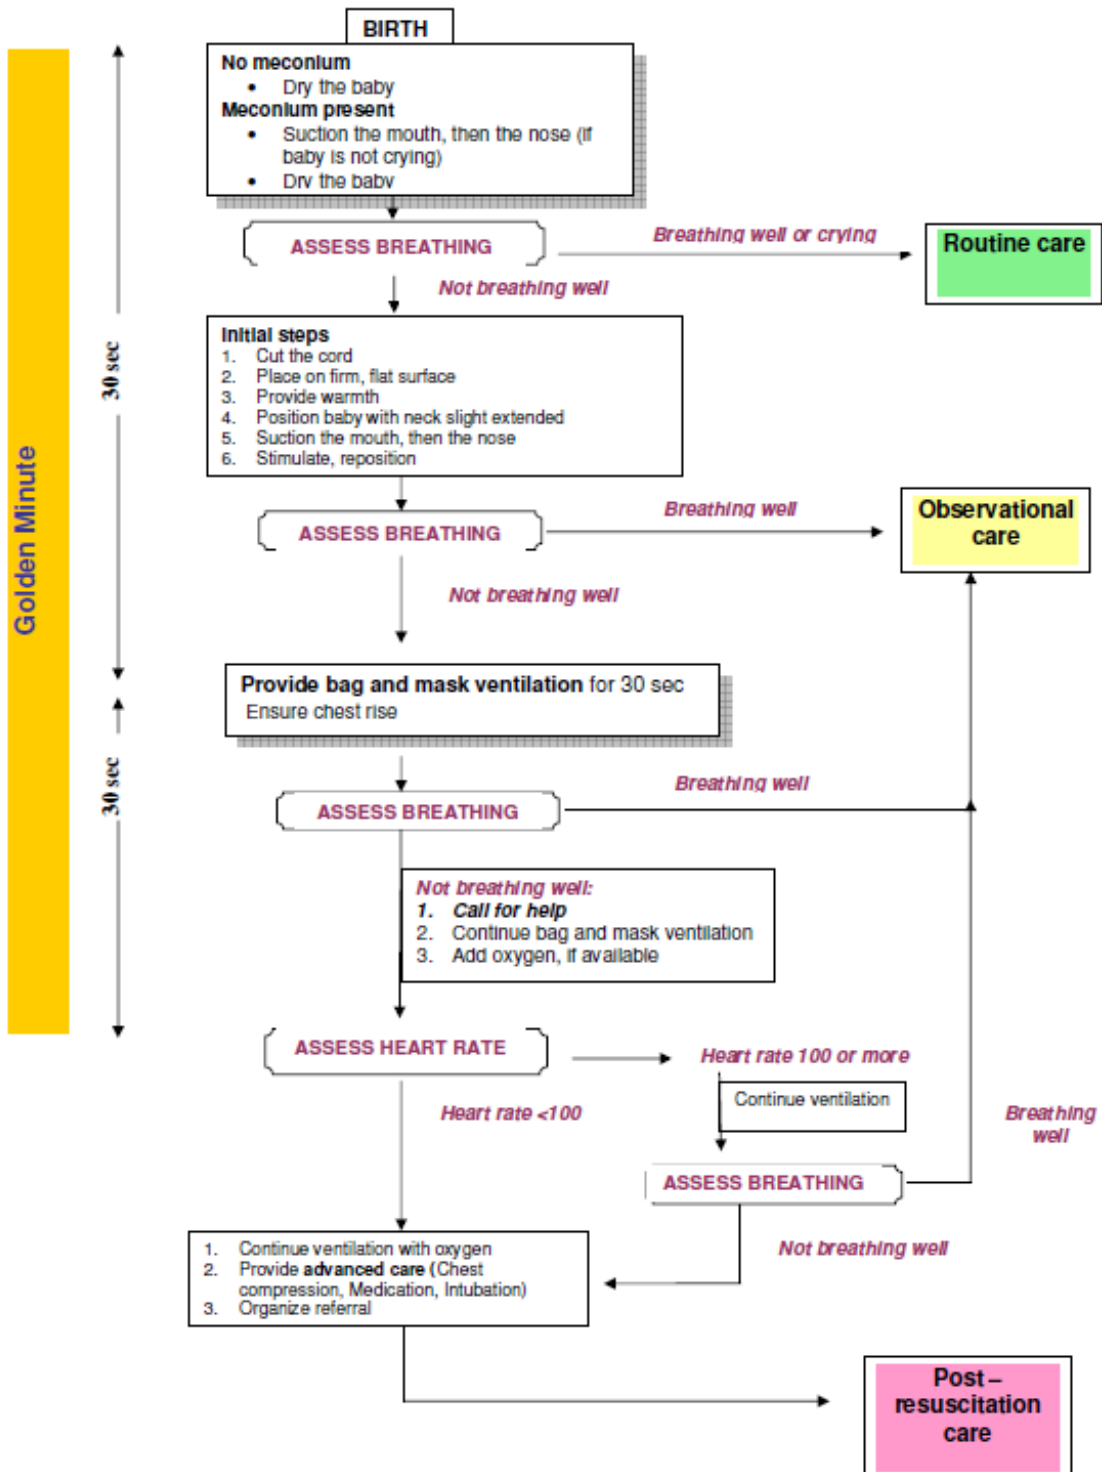 BIRTH
No meconium
• Dry the baby
Meconium present
• Suction the mouth, then the nose (if
baby is not crying)
• Dry the baby
ASSESS BREATHING
Breathing well or crying
Routine care
Not breathing well
Initial steps
1. Cut the cord
2. Place on firm, flat surface
3. Provide warmth
4. Position baby with neck slight extended
5. Suction the mouth, then the nose
6. Stimulate, reposition
30 sec
Golden Minute
ASSESS BREATHING
Breathing well
Observational
care
Not breathing well
Provide bag and mask ventilation for 30 sec
Ensure chest rise
30 sec
ASSESS BREATHING
Breathing well
Not breathing well:
1. Call for help
2. Continue bag and mask ventilation
3. Add oxygen, if available
ASSESS HEART RATE
Heart rate 100 or more
Heart rate <100
Continue ventilation
Breathing
well
ASSESS BREATHING
Not breathing well
1. Continue ventilation with oxygen
2. Provide advanced care (Chest
compression, Medication, Intubation)
3. Organize referral
Post –
resuscitation
care